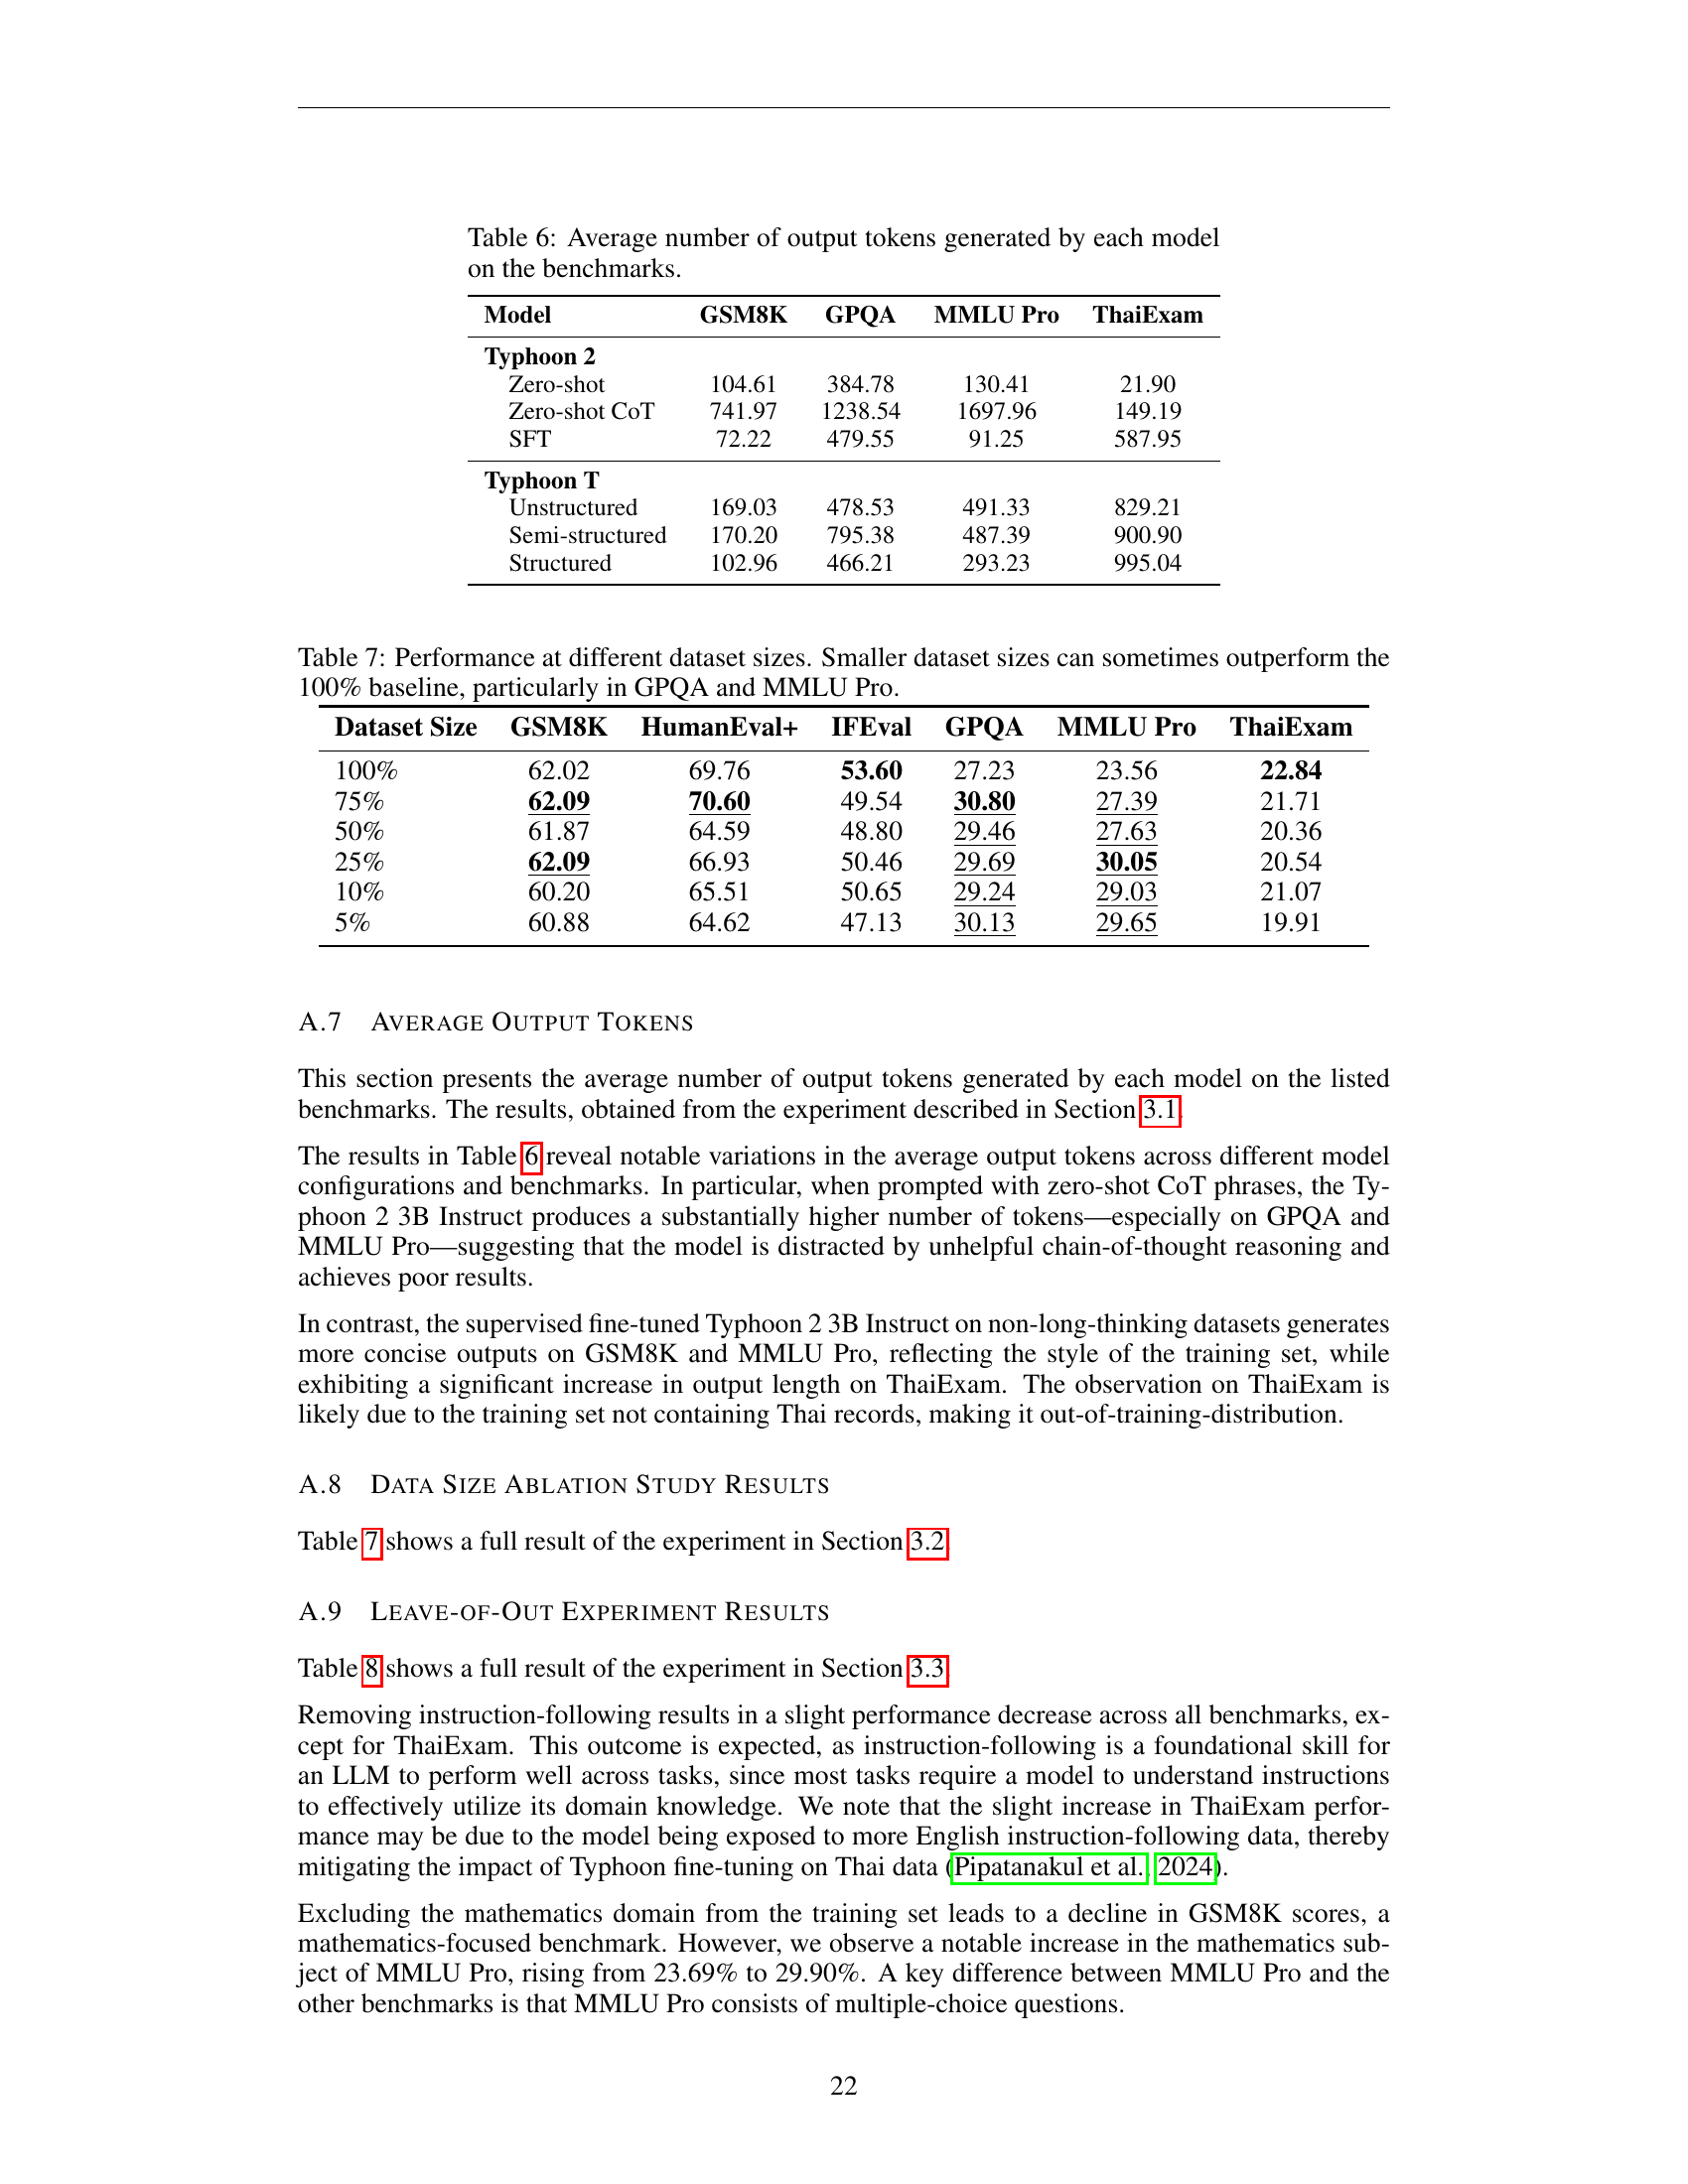 Table 6: Average number of output tokens generated by each model
on the benchmarks.
Model GSM8K GPQA MMLU Pro ThaiExam
Typhoon 2
Zero-shot 104.61 384.78 130.41 21.90
Zero-shot CoT 741.97 1238.54 1697.96 149.19
SFT 72.22 479.55 91.25 587.95
Typhoon T
Unstructured 169.03 478.53 491.33 829.21
Semi-structured 170.20 795.38 487.39 900.90
Structured 102.96 466.21 293.23 995.04
Table 7: Performance at different dataset sizes. Smaller dataset sizes can sometimes outperform the
100% baseline, particularly in GPQA and MMLU Pro.
Dataset Size GSM8K HumanEval+ IFEval GPQA MMLU Pro ThaiExam
100% 62.02 69.76 53.60 27.23 23.56 22.84
75% 62.09 70.60 49.54 30.80 27.39 21.71
50% 61.87 64.59 48.80 29.46 27.63 20.36
25% 62.09 66.93 50.46 29.69 30.05 20.54
10% 60.20 65.51 50.65 29.24 29.03 21.07
5% 60.88 64.62 47.13 30.13 29.65 19.91
A.7 AVERAGE OUTPUT TOKENS
This section presents the average number of output tokens generated by each model on the listed
benchmarks. The results, obtained from the experiment described in Section 3.1.
The results in Table 6 reveal notable variations in the average output tokens across different model
configurations and benchmarks. In particular, when prompted with zero-shot CoT phrases, the Ty-
phoon 2 3B Instruct produces a substantially higher number of tokens—especially on GPQA and
MMLU Pro—suggesting that the model is distracted by unhelpful chain-of-thought reasoning and
achieves poor results.
In contrast, the supervised fine-tuned Typhoon 2 3B Instruct on non-long-thinking datasets generates
more concise outputs on GSM8K and MMLU Pro, reflecting the style of the training set, while
exhibiting a significant increase in output length on ThaiExam. The observation on ThaiExam is
likely due to the training set not containing Thai records, making it out-of-training-distribution.
A.8 DATA SIZE ABLATION STUDY RESULTS
Table 7 shows a full result of the experiment in Section 3.2.
A.9 LEAVE-OF-OUT EXPERIMENT RESULTS
Table 8 shows a full result of the experiment in Section 3.3.
Removing instruction-following results in a slight performance decrease across all benchmarks, ex-
cept for ThaiExam. This outcome is expected, as instruction-following is a foundational skill for
an LLM to perform well across tasks, since most tasks require a model to understand instructions
to effectively utilize its domain knowledge. We note that the slight increase in ThaiExam perfor-
mance may be due to the model being exposed to more English instruction-following data, thereby
mitigating the impact of Typhoon fine-tuning on Thai data (Pipatanakul et al., 2024).
Excluding the mathematics domain from the training set leads to a decline in GSM8K scores, a
mathematics-focused benchmark. However, we observe a notable increase in the mathematics sub-
ject of MMLU Pro, rising from 23.69% to 29.90%. A key difference between MMLU Pro and the
other benchmarks is that MMLU Pro consists of multiple-choice questions.
22